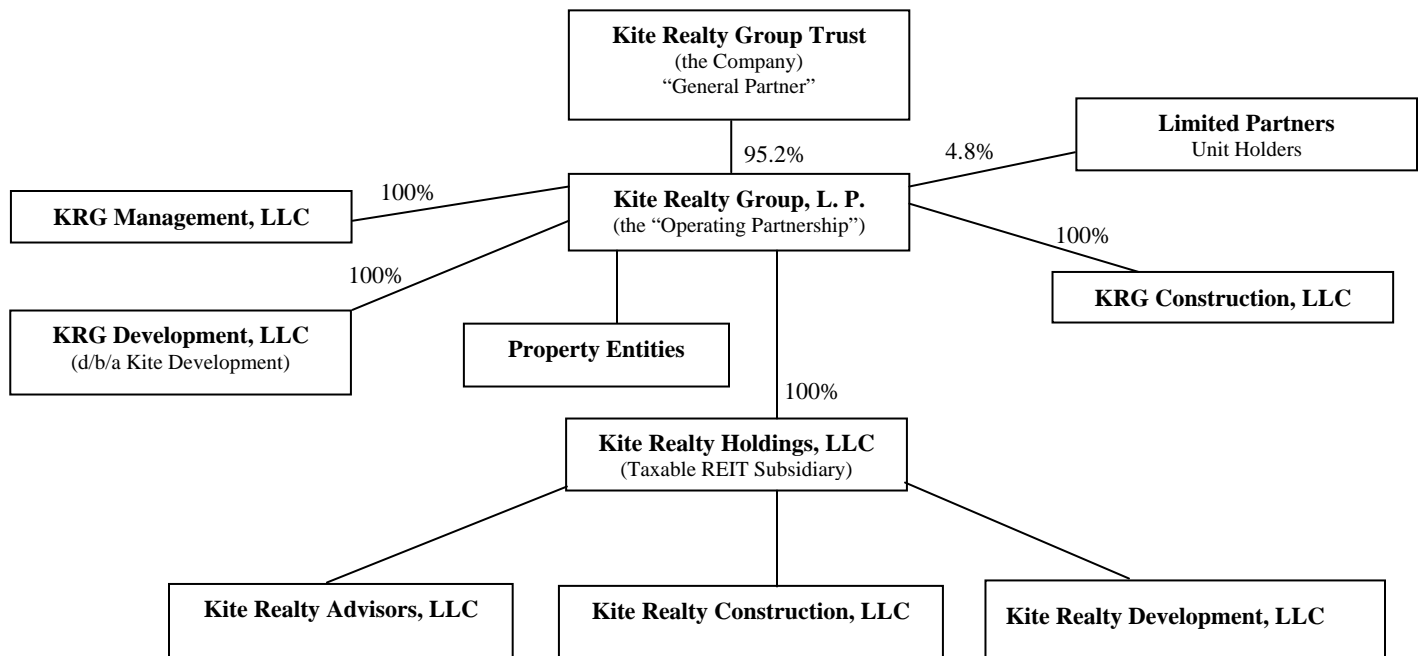 Kite Realty Group Trust
(the Company)
“General Partner”
Limited Partners
Unit Holders
95.2%
4.8%
100%
KRG Management, LLC
Kite Realty Group, L. P.
(the “Operating Partnership”)
100%
100%
KRG Construction, LLC
KRG Development, LLC
(d/b/a Kite Development)
Property Entities
100%
Kite Realty Holdings, LLC
(Taxable REIT Subsidiary)
Kite Realty Advisors, LLC
Kite Realty Construction, LLC
Kite Realty Development, LLC